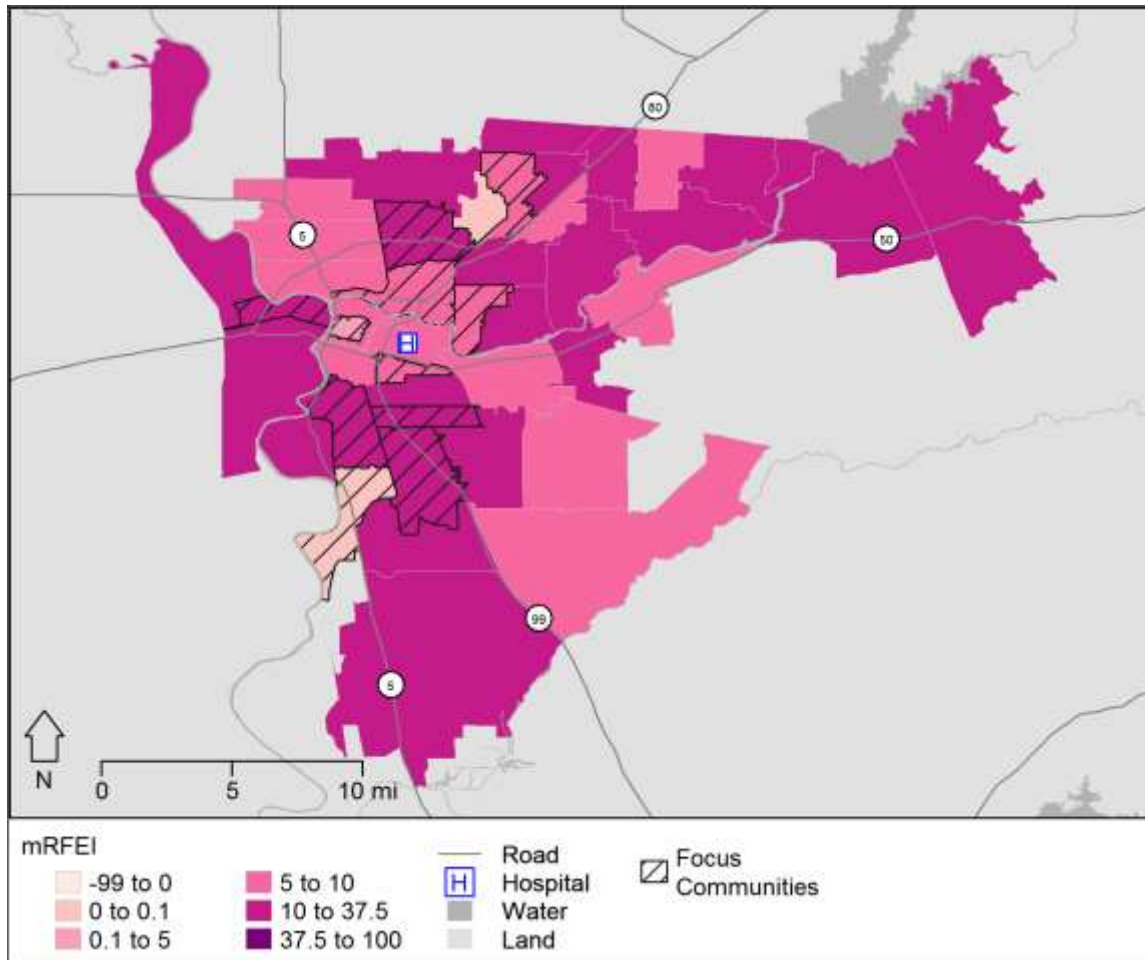 80
5
50
H
99
5
N
0 5 10 mi
mRFEI
-99 to 0
0 to 0.1
0.1 to 5
5 to 10
10 to 37.5
37.5 to 100
Road
H Hospital
Water
Land
Focus
Communities